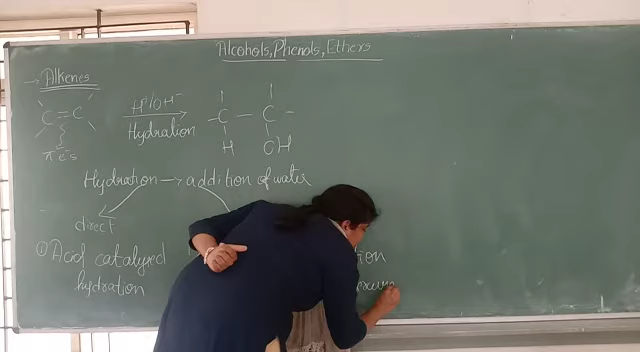 Alcohols, Phenols, Ethers
→ Alkenes
C = C
H⁺/OH⁻
Hydration
- C - C -
H OH
π e⁻s
Hydration → addition of water
direct
① Acid catalysed
hydration